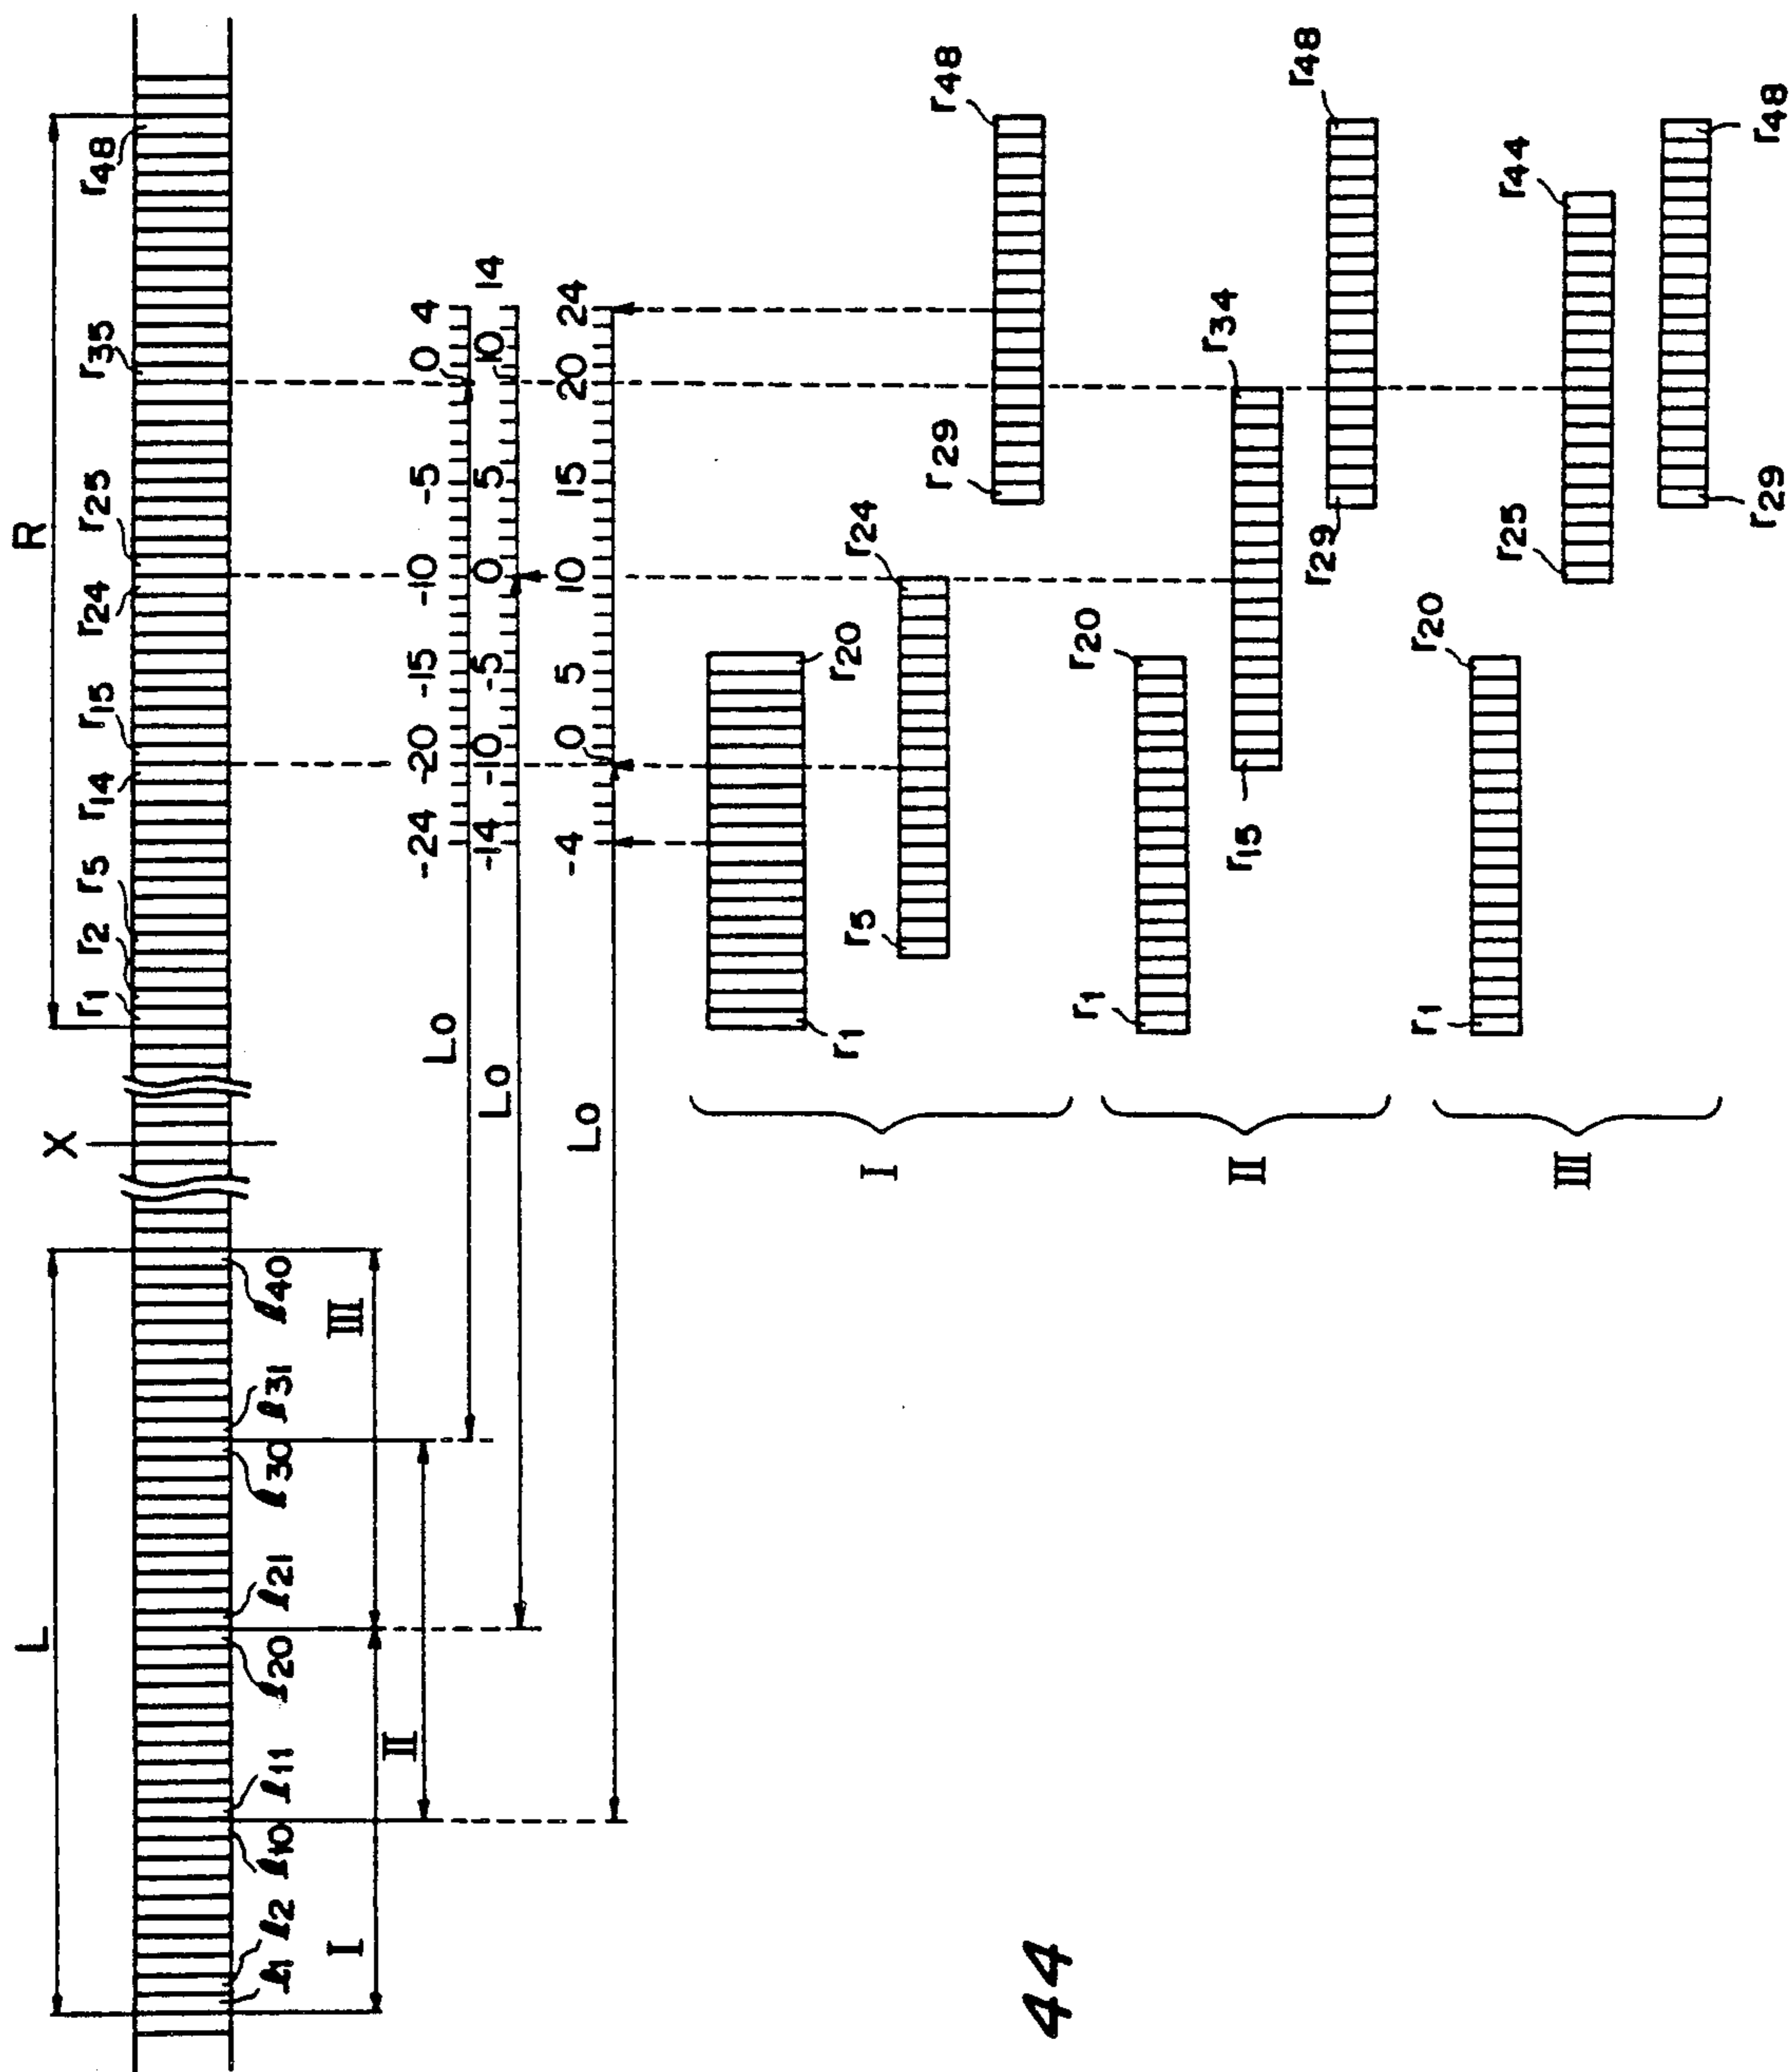 L
X
R
r1 r2 r5 r14 r15 r24 r25 r35 r48
l1 l2 l10 l11 l20 l21 l30 l31 l40
I
III
II
-24 -20 -15 -10 -5 0 4
L0
-14 -10 -5 0 5 10 14
L0
-4 0 5 10 15 20 24
L0
I
r1 r20
r5 r24
r29 r48
II
r1 r20
r15 r34
r29 r48
III
r1 r20
r25 r44
r29 r48
44